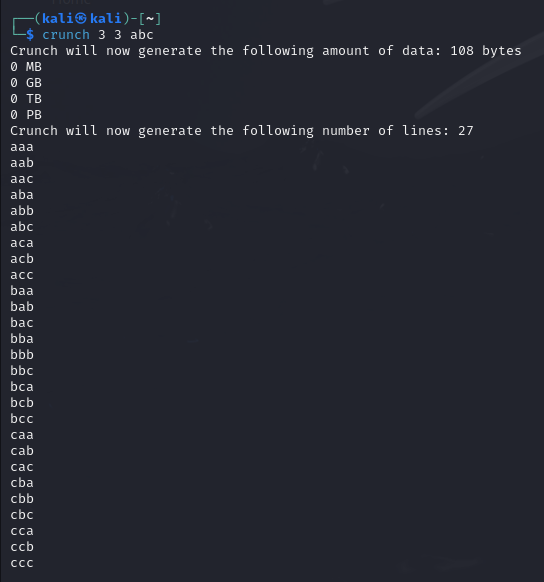 ┌──(kali㉿kali)-[~]
└─$ crunch 3 3 abc
Crunch will now generate the following amount of data: 108 bytes
0 MB
0 GB
0 TB
0 PB
Crunch will now generate the following number of lines: 27
aaa
aab
aac
aba
abb
abc
aca
acb
acc
baa
bab
bac
bba
bbb
bbc
bca
bcb
bcc
caa
cab
cac
cba
cbb
cbc
cca
ccb
ccc